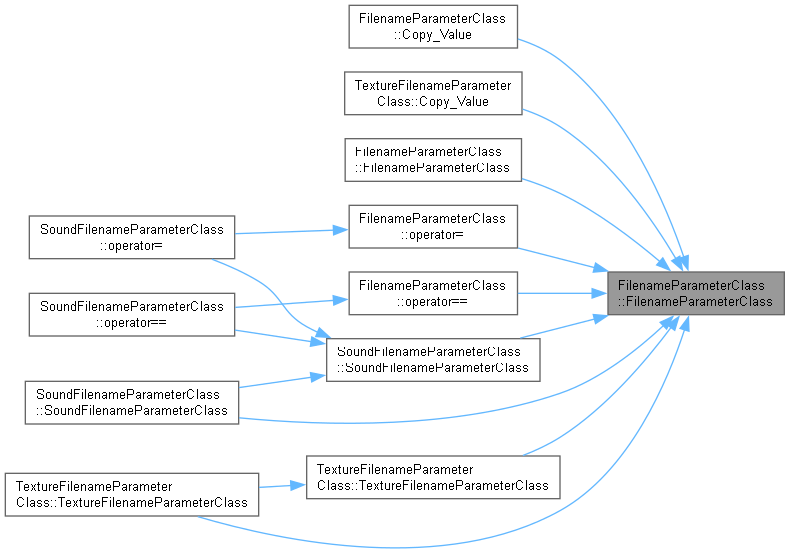 FilenameParameterClass
::Copy_Value
TextureFilenameParameter
Class::Copy_Value
FilenameParameterClass
::FilenameParameterClass
SoundFilenameParameterClass
::operator=
FilenameParameterClass
::operator=
FilenameParameterClass
::FilenameParameterClass
SoundFilenameParameterClass
::operator==
FilenameParameterClass
::operator==
SoundFilenameParameterClass
::SoundFilenameParameterClass
SoundFilenameParameterClass
::SoundFilenameParameterClass
TextureFilenameParameter
Class::TextureFilenameParameterClass
TextureFilenameParameter
Class::TextureFilenameParameterClass